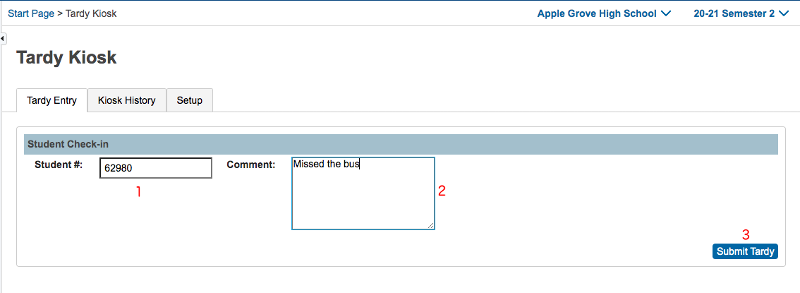 Start Page > Tardy Kiosk
Apple Grove High School
20-21 Semester 2
Tardy Kiosk
Tardy Entry
Kiosk History
Setup
Student Check-in
Student #:
62980
Comment:
Missed the bus
1
2
3
Submit Tardy